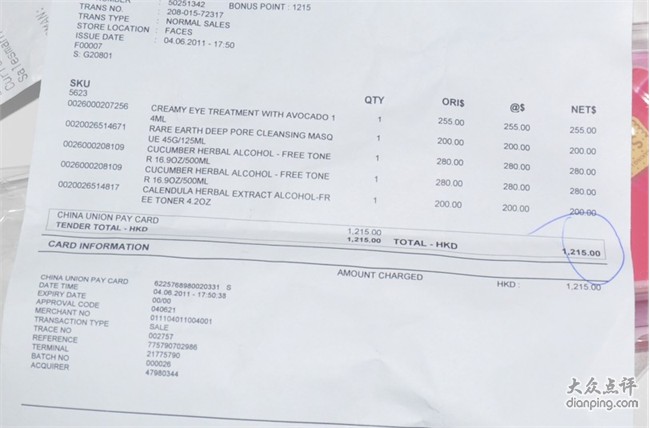 MAN:
Salesman
TRANS NO. : 50251342 BONUS POINT : 1215
208-015-72317
TRANS TYPE : NORMAL SALES
STORE LOCATION : FACES
ISSUE DATE : 04.06.2011 - 17:50
F00007
S: G20801
SKU QTY ORI$ @$ NET$
5623
0026000207256 CREAMY EYE TREATMENT WITH AVOCADO 1 1 255.00 255.00 255.00
4ML
0020026514671 RARE EARTH DEEP PORE CLEANSING MASQ 1 200.00 200.00 200.00
UE 45G/125ML
0026000208109 CUCUMBER HERBAL ALCOHOL - FREE TONE 1 280.00 280.00 280.00
R 16.9OZ/500ML
0026000208109 CUCUMBER HERBAL ALCOHOL - FREE TONE 1 280.00 280.00 280.00
R 16.9OZ/500ML
0020026514817 CALENDULA HERBAL EXTRACT ALCOHOL-FR 1 200.00 200.00 200.00
EE TONER 4.2OZ
CHINA UNION PAY CARD 1,215.00
TENDER TOTAL - HKD 1,215.00 TOTAL - HKD 1,215.00
CARD INFORMATION AMOUNT CHARGED HKD : 1,215.00
CHINA UNION PAY CARD 6225768980020331 S
DATE TIME 04.06.2011 - 17:50:38
EXPIRY DATE 00/00
APPROVAL CODE 040621
MERCHANT NO 011104011004001
TRANSACTION TYPE SALE
TRACE NO 002757
REFERENCE 775790702986
TERMINAL 21775790
BATCH NO 000026
ACQUIRER 47980344
大众点评
dianping.com